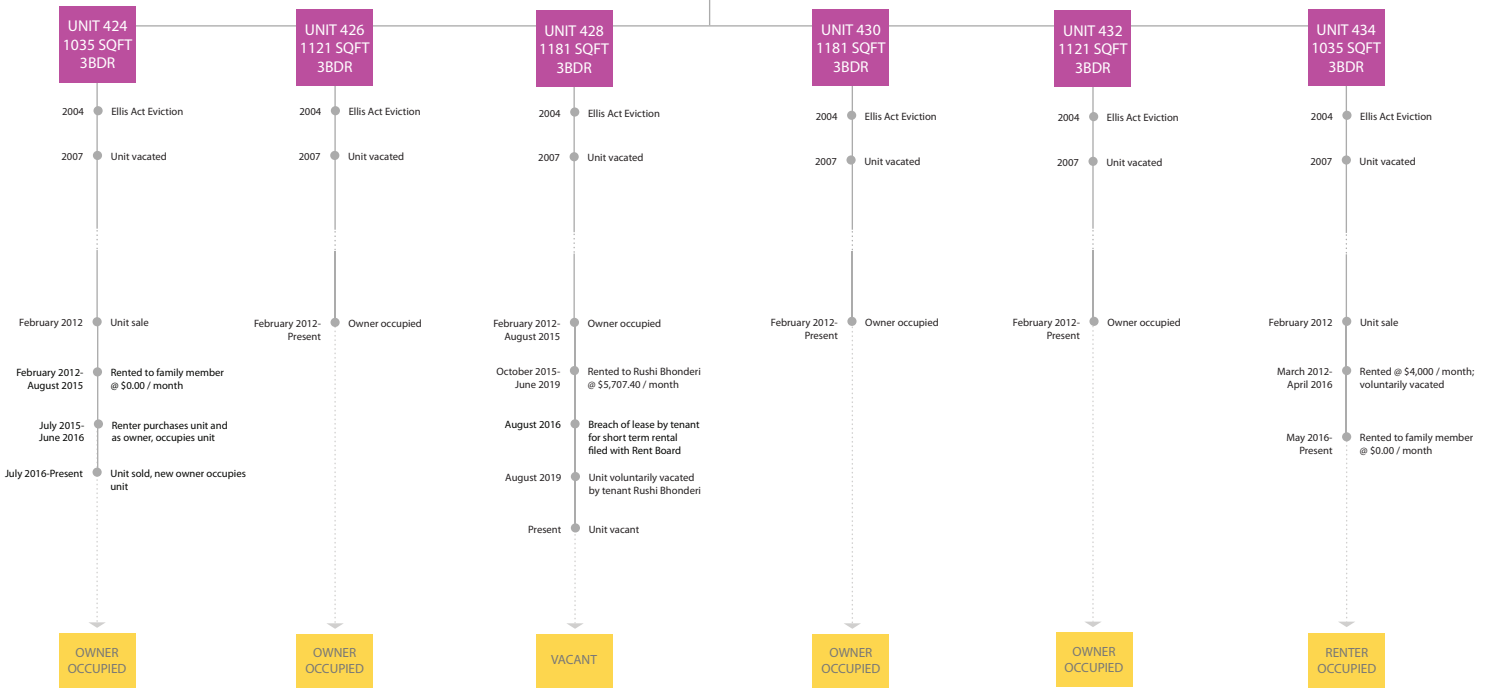 UNIT 424
1035 SQFT
3BDR
2004
Ellis Act Eviction
2007
Unit vacated
February 2012
Unit sale
February 2012-
August 2015
Rented to family member
@ $0.00 / month
July 2015-
June 2016
Renter purchases unit and
as owner, occupies unit
July 2016-Present
Unit sold, new owner occupies
unit
OWNER
OCCUPIED
UNIT 426
1121 SQFT
3BDR
2004
Ellis Act Eviction
2007
Unit vacated
February 2012-
Present
Owner occupied
OWNER
OCCUPIED
UNIT 428
1181 SQFT
3BDR
2004
Ellis Act Eviction
2007
Unit vacated
February 2012-
August 2015
Owner occupied
October 2015-
June 2019
Rented to Rushi Bhonderi
@ $5,707.40 / month
August 2016
Breach of lease by tenant
for short term rental
filed with Rent Board
August 2019
Unit voluntarily vacated
by tenant Rushi Bhonderi
Present
Unit vacant
VACANT
UNIT 430
1181 SQFT
3BDR
2004
Ellis Act Eviction
2007
Unit vacated
February 2012-
Present
Owner occupied
OWNER
OCCUPIED
UNIT 432
1121 SQFT
3BDR
2004
Ellis Act Eviction
2007
Unit vacated
February 2012-
Present
Owner occupied
OWNER
OCCUPIED
UNIT 434
1035 SQFT
3BDR
2004
Ellis Act Eviction
2007
Unit vacated
February 2012
Unit sale
March 2012-
April 2016
Rented @ $4,000 / month;
voluntarily vacated
May 2016-
Present
Rented to family member
@ $0.00 / month
RENTER
OCCUPIED